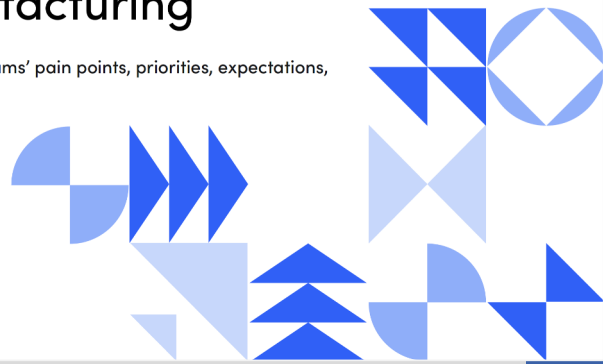 facturing
ams' pain points, priorities, expectations,